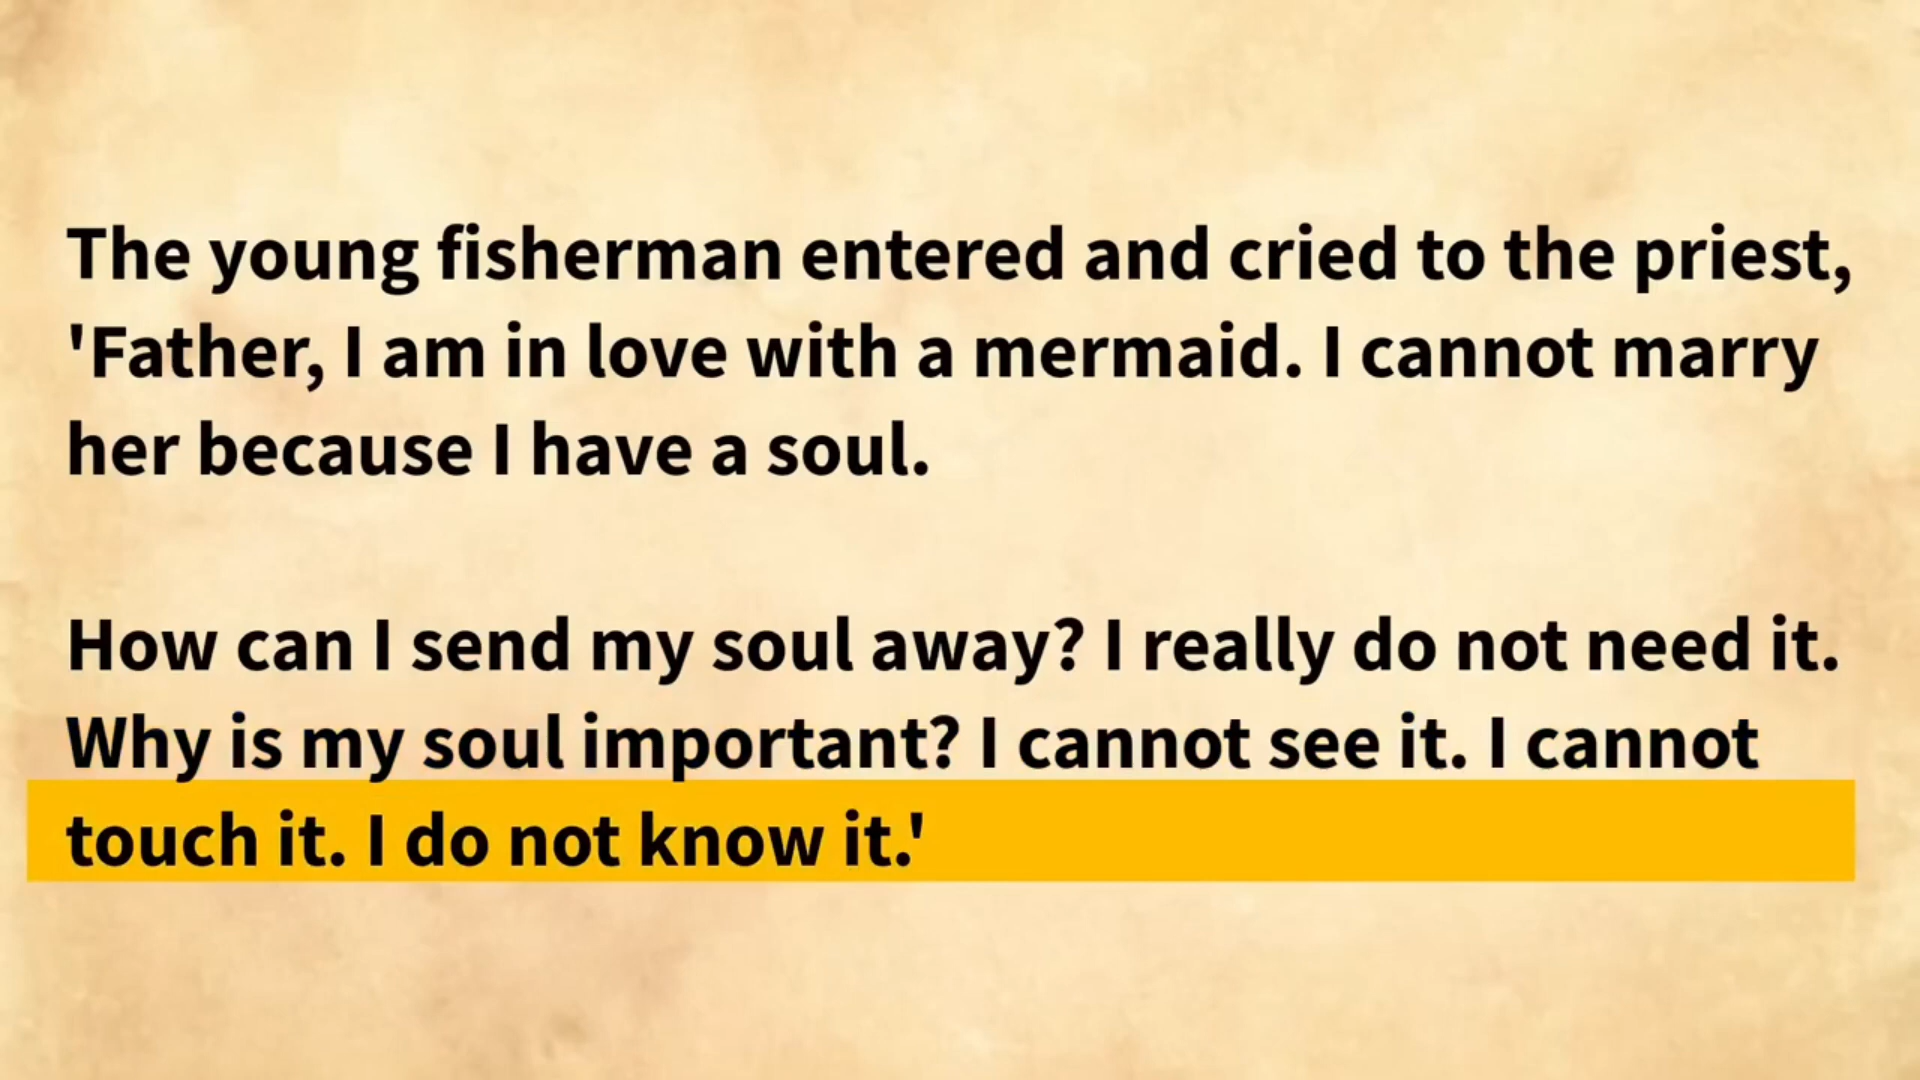 The young fisherman entered and cried to the priest,
'Father, I am in love with a mermaid. I cannot marry
her because I have a soul.
How can I send my soul away? I really do not need it.
Why is my soul important? I cannot see it. I cannot
touch it. I do not know it.'